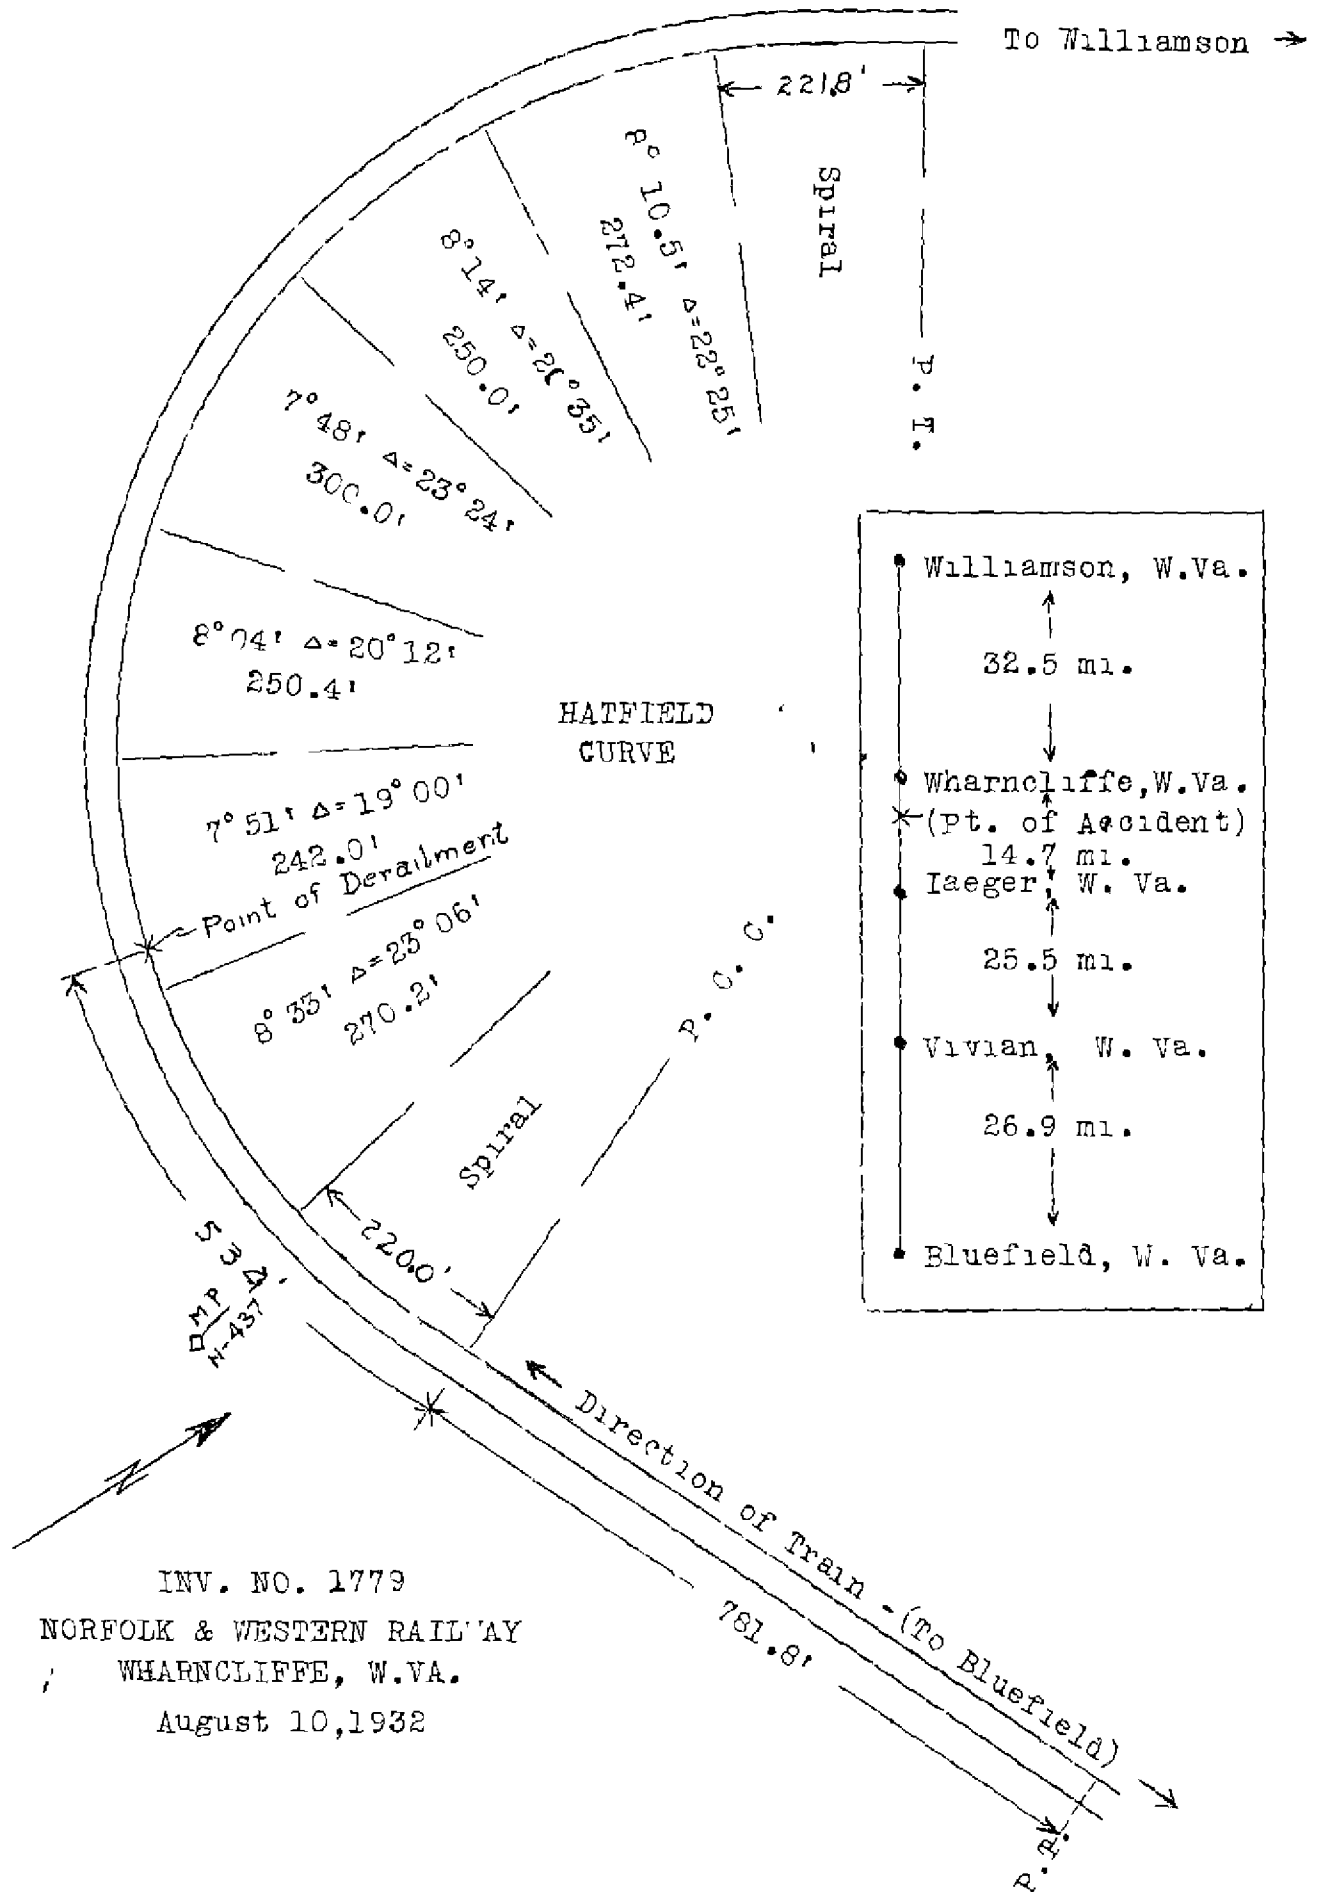 To Williamson
221.8'
Spiral
P. T.
8° 10.5' Δ=22° 25'
272.4'
8° 14' Δ=20° 35'
250.0'
7° 48' Δ=23° 24'
300.0'
8° 04' Δ=20° 12'
250.4'
HATFIELD
CURVE
7° 51' Δ=19° 00'
242.0'
Point of Derailment
8° 33' Δ=23° 06'
270.2'
P. C. C.
Spiral
220.0'
534'
MP
N-437
Direction of Train -(To Bluefield)
781.8'
N
Williamson, W.Va.
32.5 mi.
Wharncliffe,W.Va.
(Pt. of Accident)
14.7 mi.
Iaeger, W. Va.
25.5 mi.
Vivian, W. Va.
26.9 mi.
Bluefield, W. Va.
INV. NO. 1779
NORFOLK & WESTERN RAILWAY
WHARNCLIFFE, W.VA.
August 10,1932